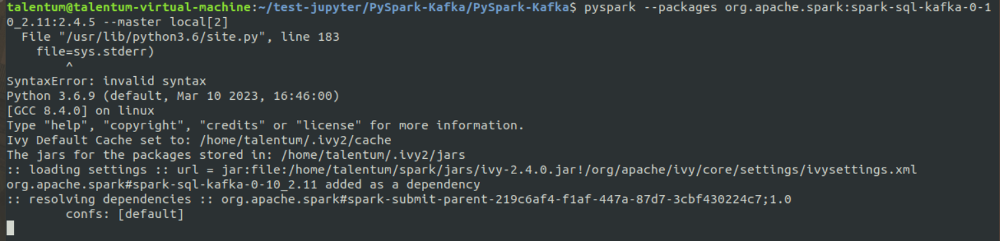 talentum@talentum-virtual-machine:~/test-jupyter/PySpark-Kafka/PySpark-Kafka$ pyspark --packages org.apache.spark:spark-sql-kafka-0-1
0_2.11:2.4.5 --master local[2]
  File "/usr/lib/python3.6/site.py", line 183
    file=sys.stderr)
        ^
SyntaxError: invalid syntax
Python 3.6.9 (default, Mar 10 2023, 16:46:00)
[GCC 8.4.0] on linux
Type "help", "copyright", "credits" or "license" for more information.
Ivy Default Cache set to: /home/talentum/.ivy2/cache
The jars for the packages stored in: /home/talentum/.ivy2/jars
:: loading settings :: url = jar:file:/home/talentum/spark/jars/ivy-2.4.0.jar!/org/apache/ivy/core/settings/ivysettings.xml
org.apache.spark#spark-sql-kafka-0-10_2.11 added as a dependency
:: resolving dependencies :: org.apache.spark#spark-submit-parent-219c6af4-f1af-447a-87d7-3cbf430224c7;1.0
        confs: [default]